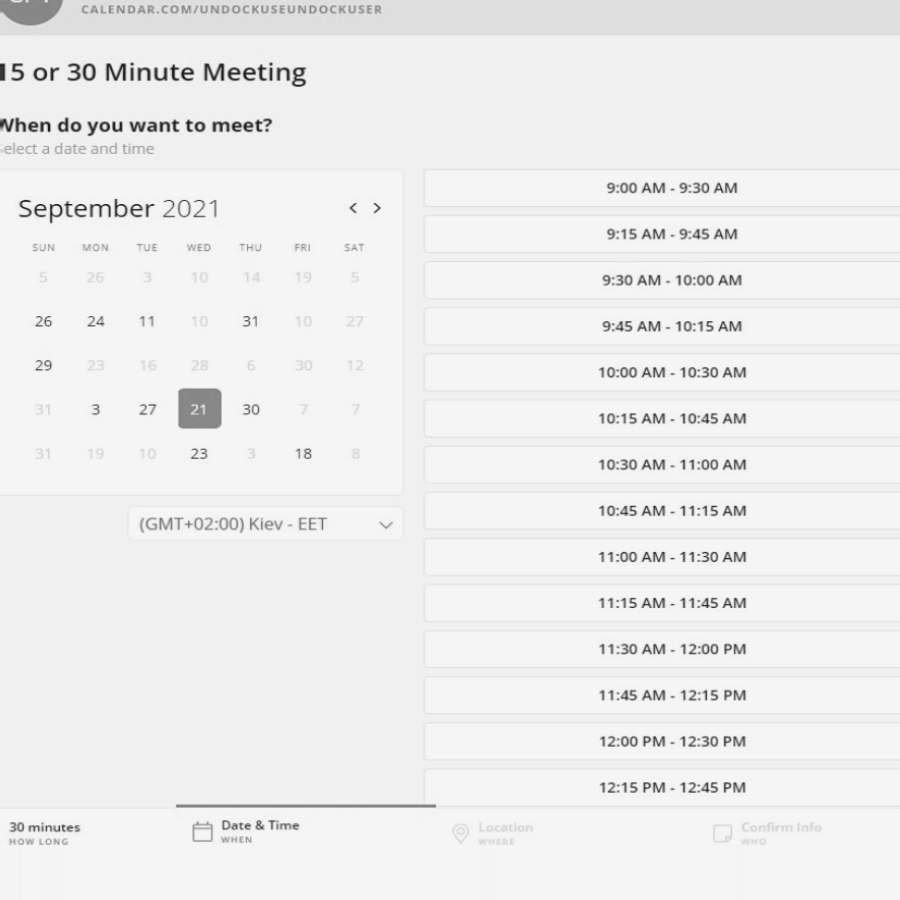 CALENDAR.COM/UNDOCKUSEUNDOCKUSER
15 or 30 Minute Meeting
When do you want to meet?
Select a date and time
September 2021 < >
SUN MON TUE WED THU FRI SAT
5 26 3 10 14 19 5
26 24 11 10 31 10 27
29 23 16 28 6 30 12
31 3 27 21 30 7 7
31 19 10 23 3 18 8
(GMT+02:00) Kiev - EET
9:00 AM - 9:30 AM
9:15 AM - 9:45 AM
9:30 AM - 10:00 AM
9:45 AM - 10:15 AM
10:00 AM - 10:30 AM
10:15 AM - 10:45 AM
10:30 AM - 11:00 AM
10:45 AM - 11:15 AM
11:00 AM - 11:30 AM
11:15 AM - 11:45 AM
11:30 AM - 12:00 PM
11:45 AM - 12:15 PM
12:00 PM - 12:30 PM
12:15 PM - 12:45 PM
30 minutes
HOW LONG
Date & Time
WHEN
Location
WHERE
Confirm Info
WHO